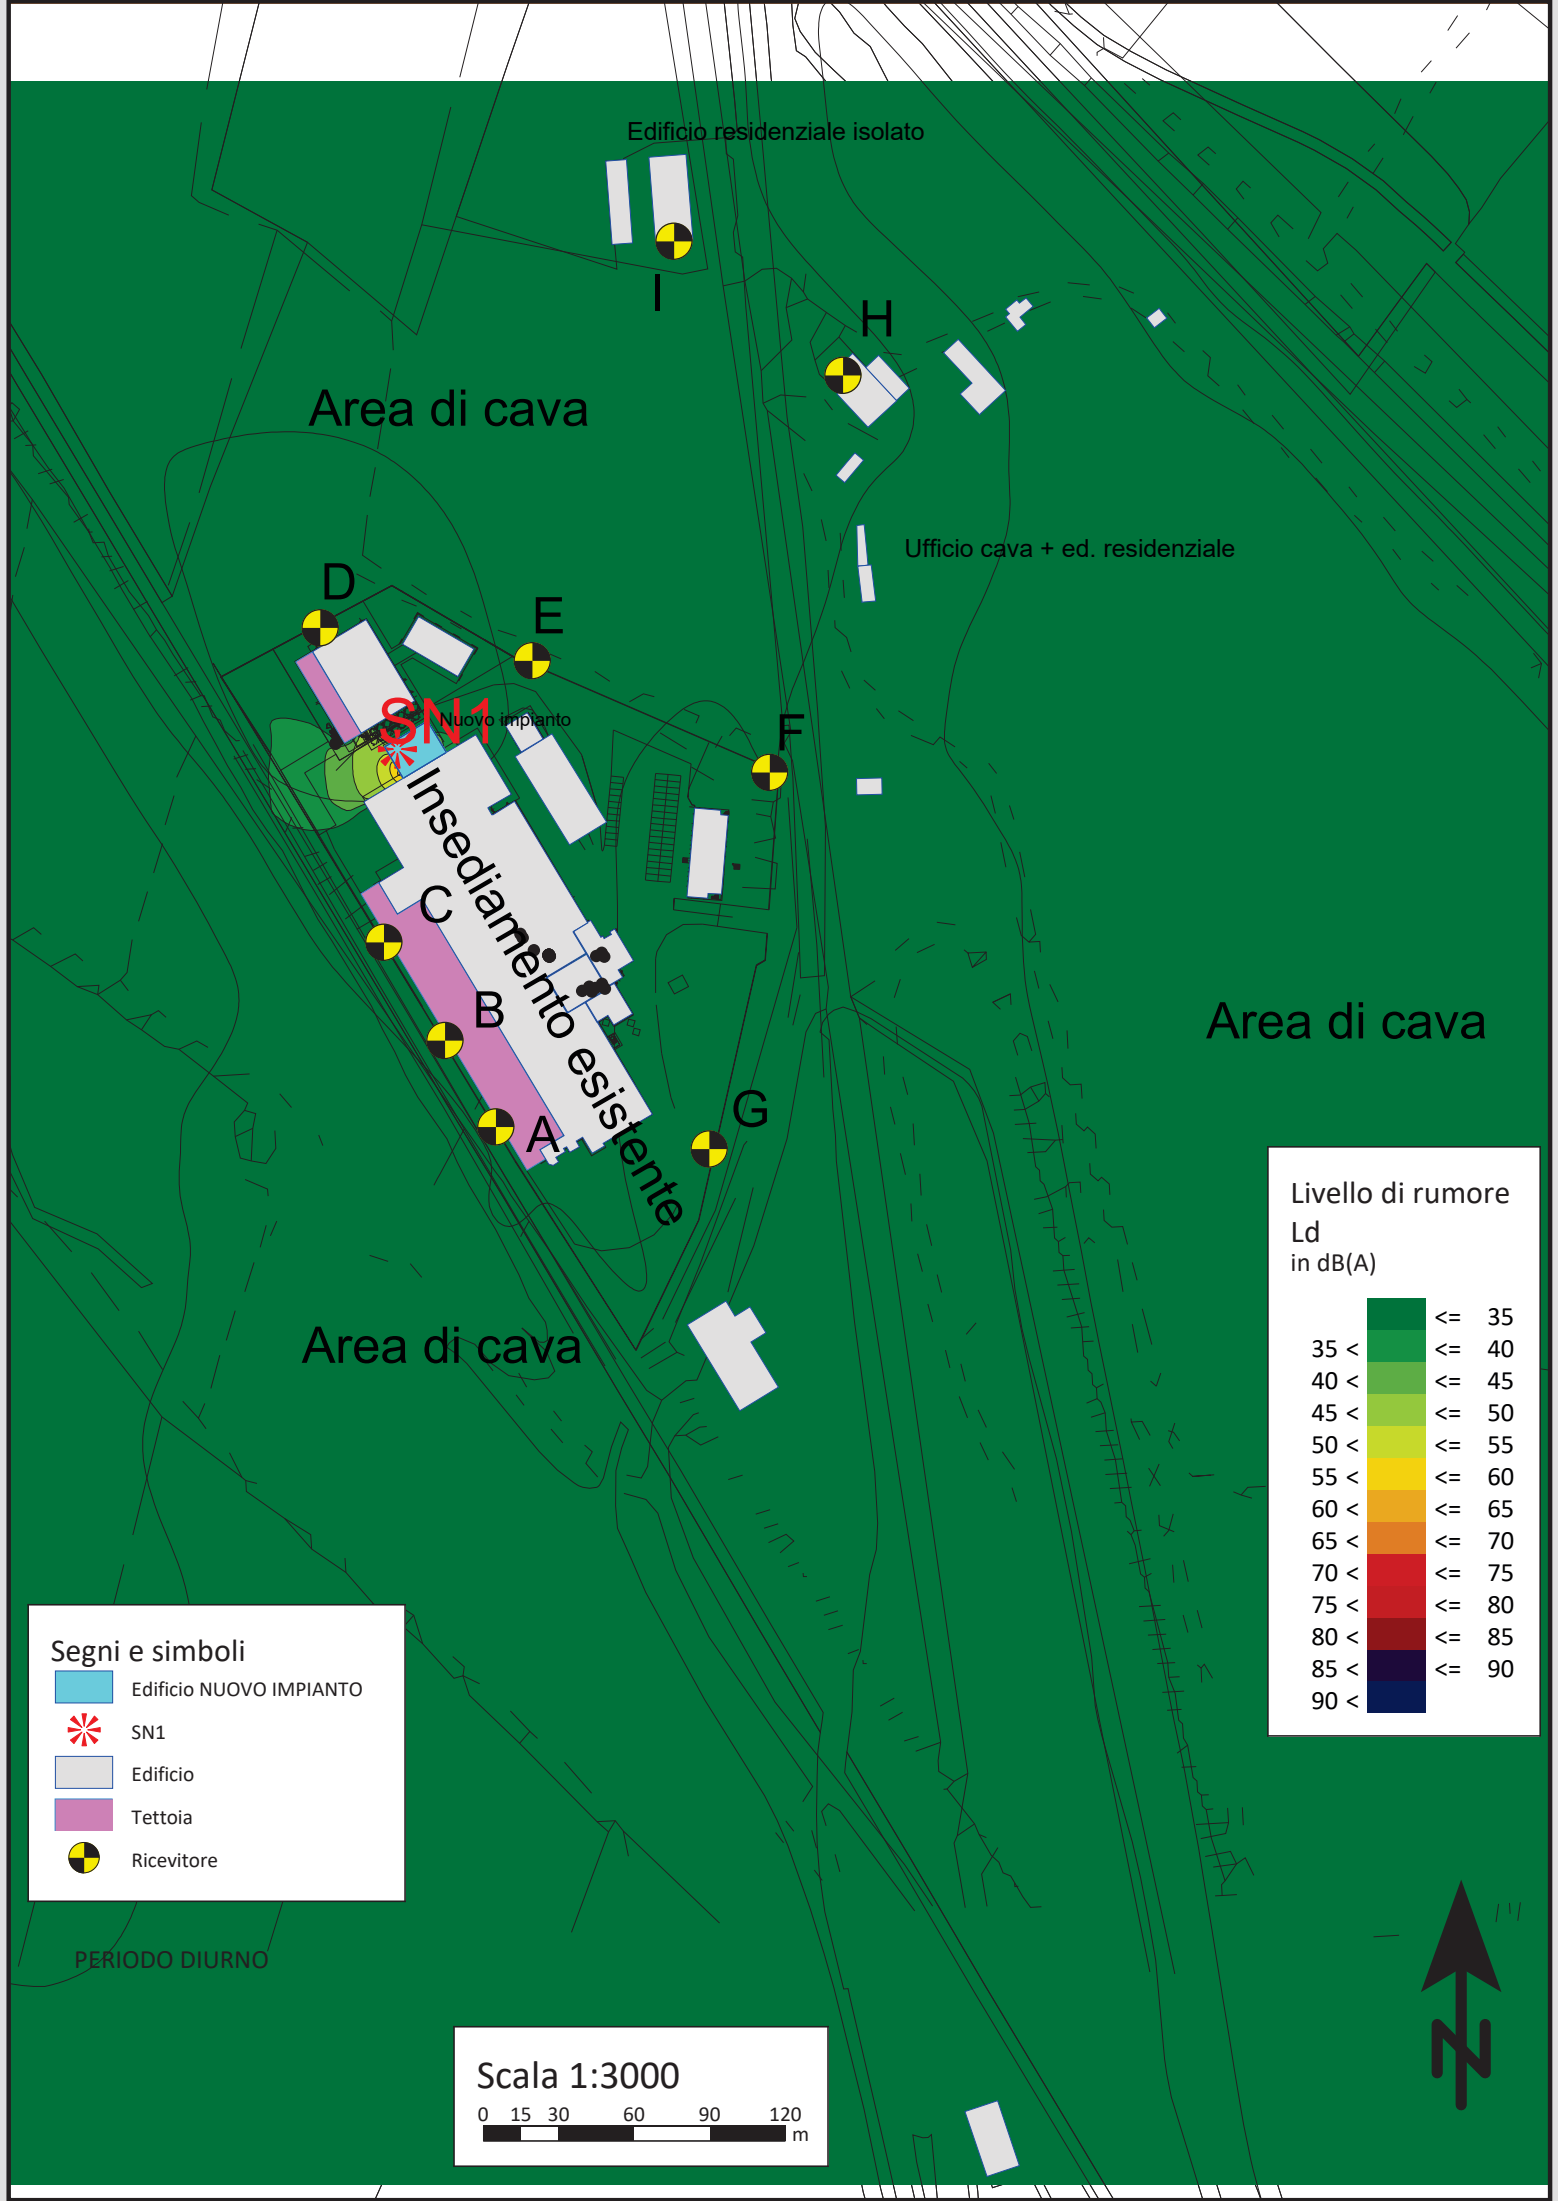 Edificio residenziale isolato
I
H
Area di cava
Ufficio cava + ed. residenziale
D
E
SN1
Nuovo impianto
F
Insediamento esistente
C
B
A
G
Area di cava
Area di cava
Livello di rumore
Ld
in dB(A)
<= 35
35 < <= 40
40 < <= 45
45 < <= 50
50 < <= 55
55 < <= 60
60 < <= 65
65 < <= 70
70 < <= 75
75 < <= 80
80 < <= 85
85 < <= 90
90 <
Segni e simboli
Edificio NUOVO IMPIANTO
SN1
Edificio
Tettoia
Ricevitore
PERIODO DIURNO
N
Scala 1:3000
0 15 30 60 90 120
m